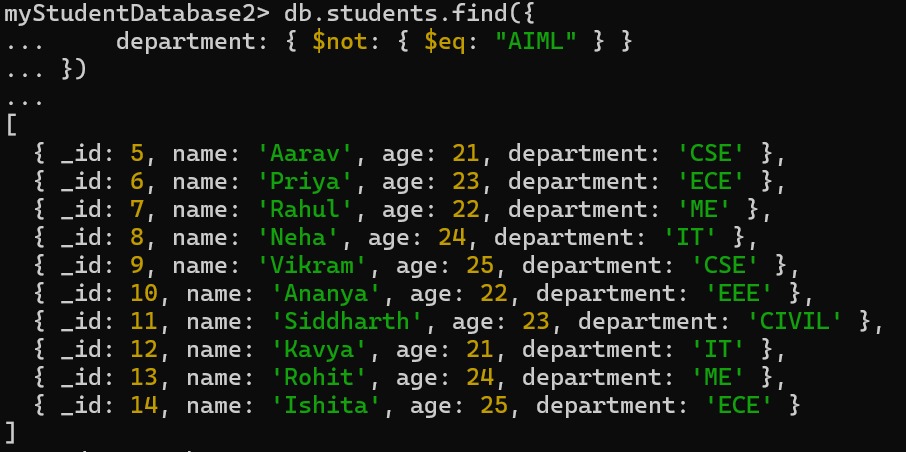 myStudentDatabase2> db.students.find({
...     department: { $not: { $eq: "AIML" } }
... })
...
[
  { _id: 5, name: 'Aarav', age: 21, department: 'CSE' },
  { _id: 6, name: 'Priya', age: 23, department: 'ECE' },
  { _id: 7, name: 'Rahul', age: 22, department: 'ME' },
  { _id: 8, name: 'Neha', age: 24, department: 'IT' },
  { _id: 9, name: 'Vikram', age: 25, department: 'CSE' },
  { _id: 10, name: 'Ananya', age: 22, department: 'EEE' },
  { _id: 11, name: 'Siddharth', age: 23, department: 'CIVIL' },
  { _id: 12, name: 'Kavya', age: 21, department: 'IT' },
  { _id: 13, name: 'Rohit', age: 24, department: 'ME' },
  { _id: 14, name: 'Ishita', age: 25, department: 'ECE' }
]